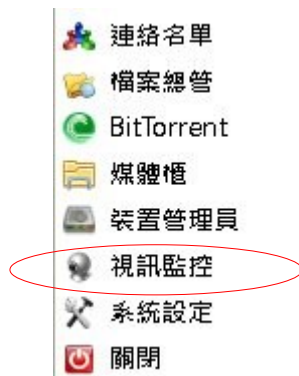 連絡名單
檔案總管
BitTorrent
媒體櫃
裝置管理員
視訊監控
系統設定
關閉